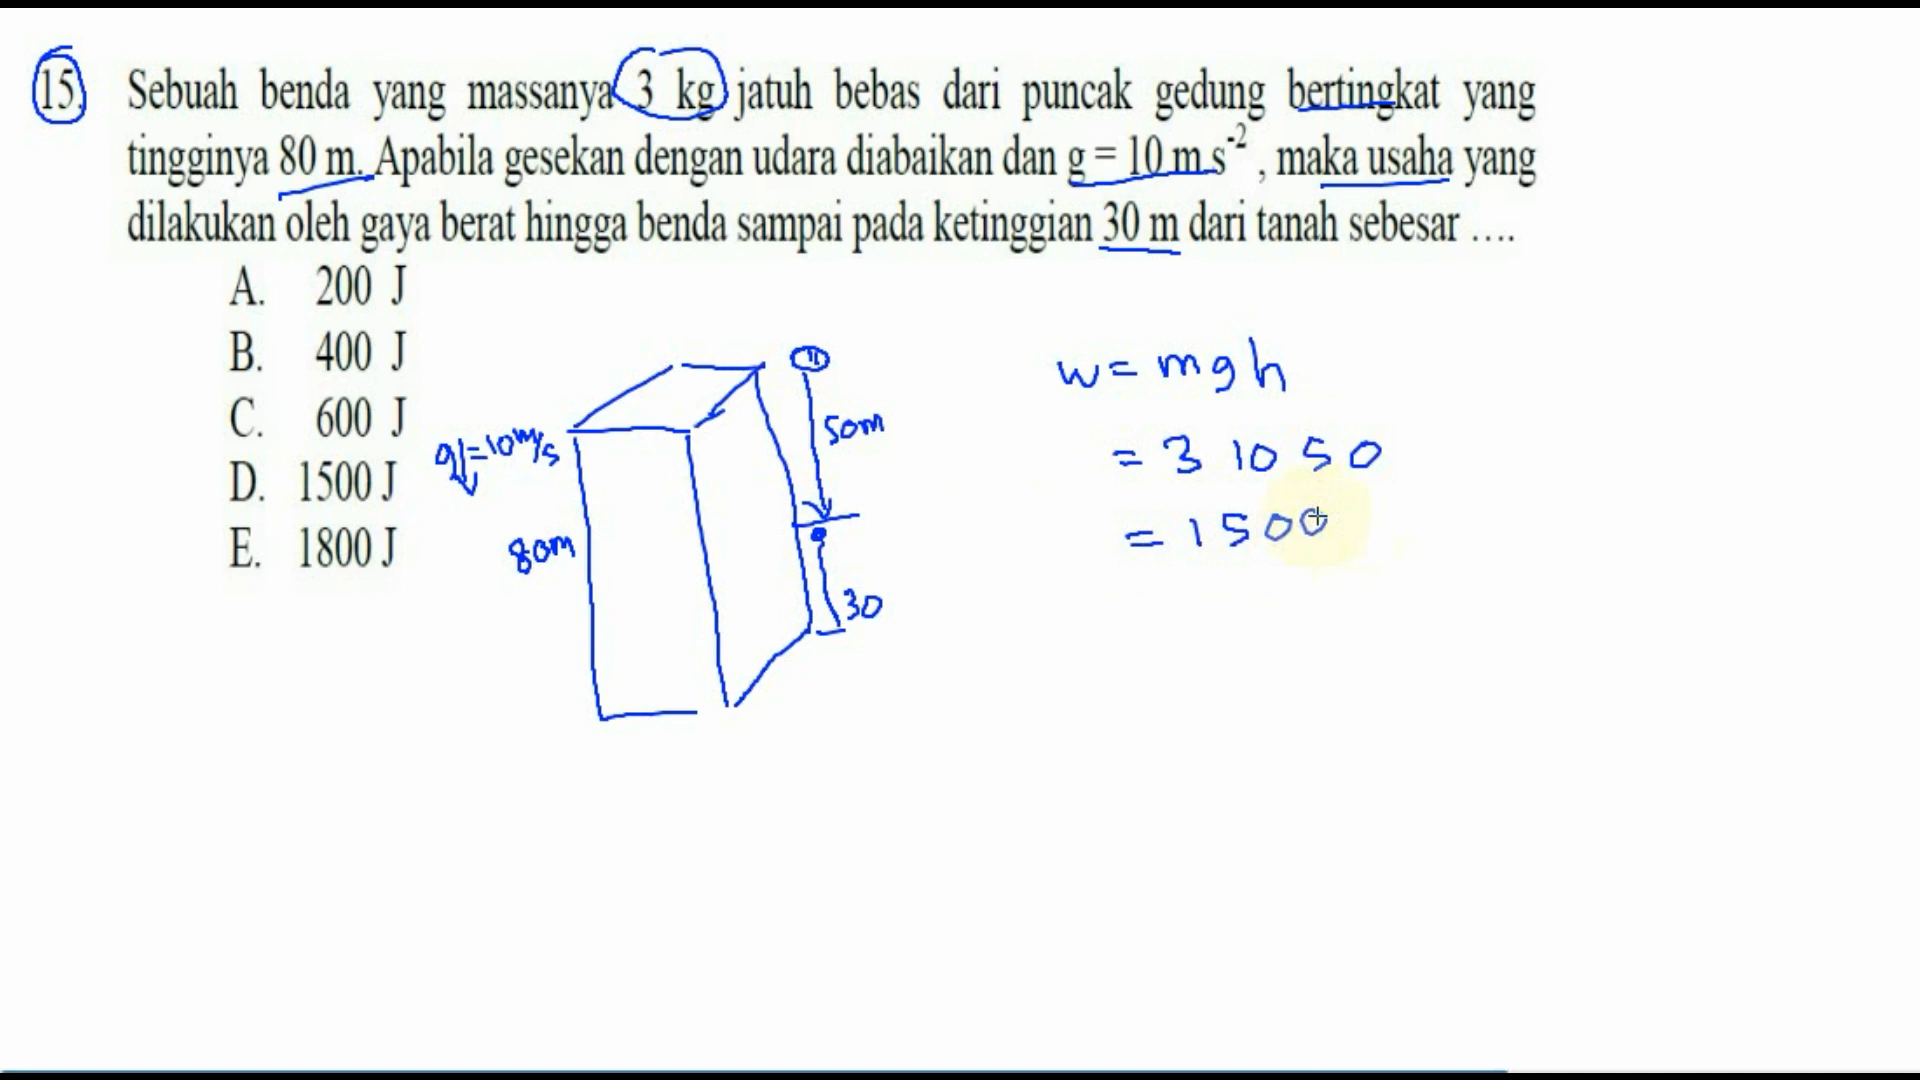 15. Sebuah benda yang massanya 3 kg jatuh bebas dari puncak gedung bertingkat yang
tingginya 80 m. Apabila gesekan dengan udara diabaikan dan g = 10 m.s⁻² , maka usaha yang
dilakukan oleh gaya berat hingga benda sampai pada ketinggian 30 m dari tanah sebesar ....
A. 200 J
B. 400 J
C. 600 J
D. 1500 J
E. 1800 J
g↓=10m/s
80m
50m
30
w = m g h
= 3 10 50
= 1500